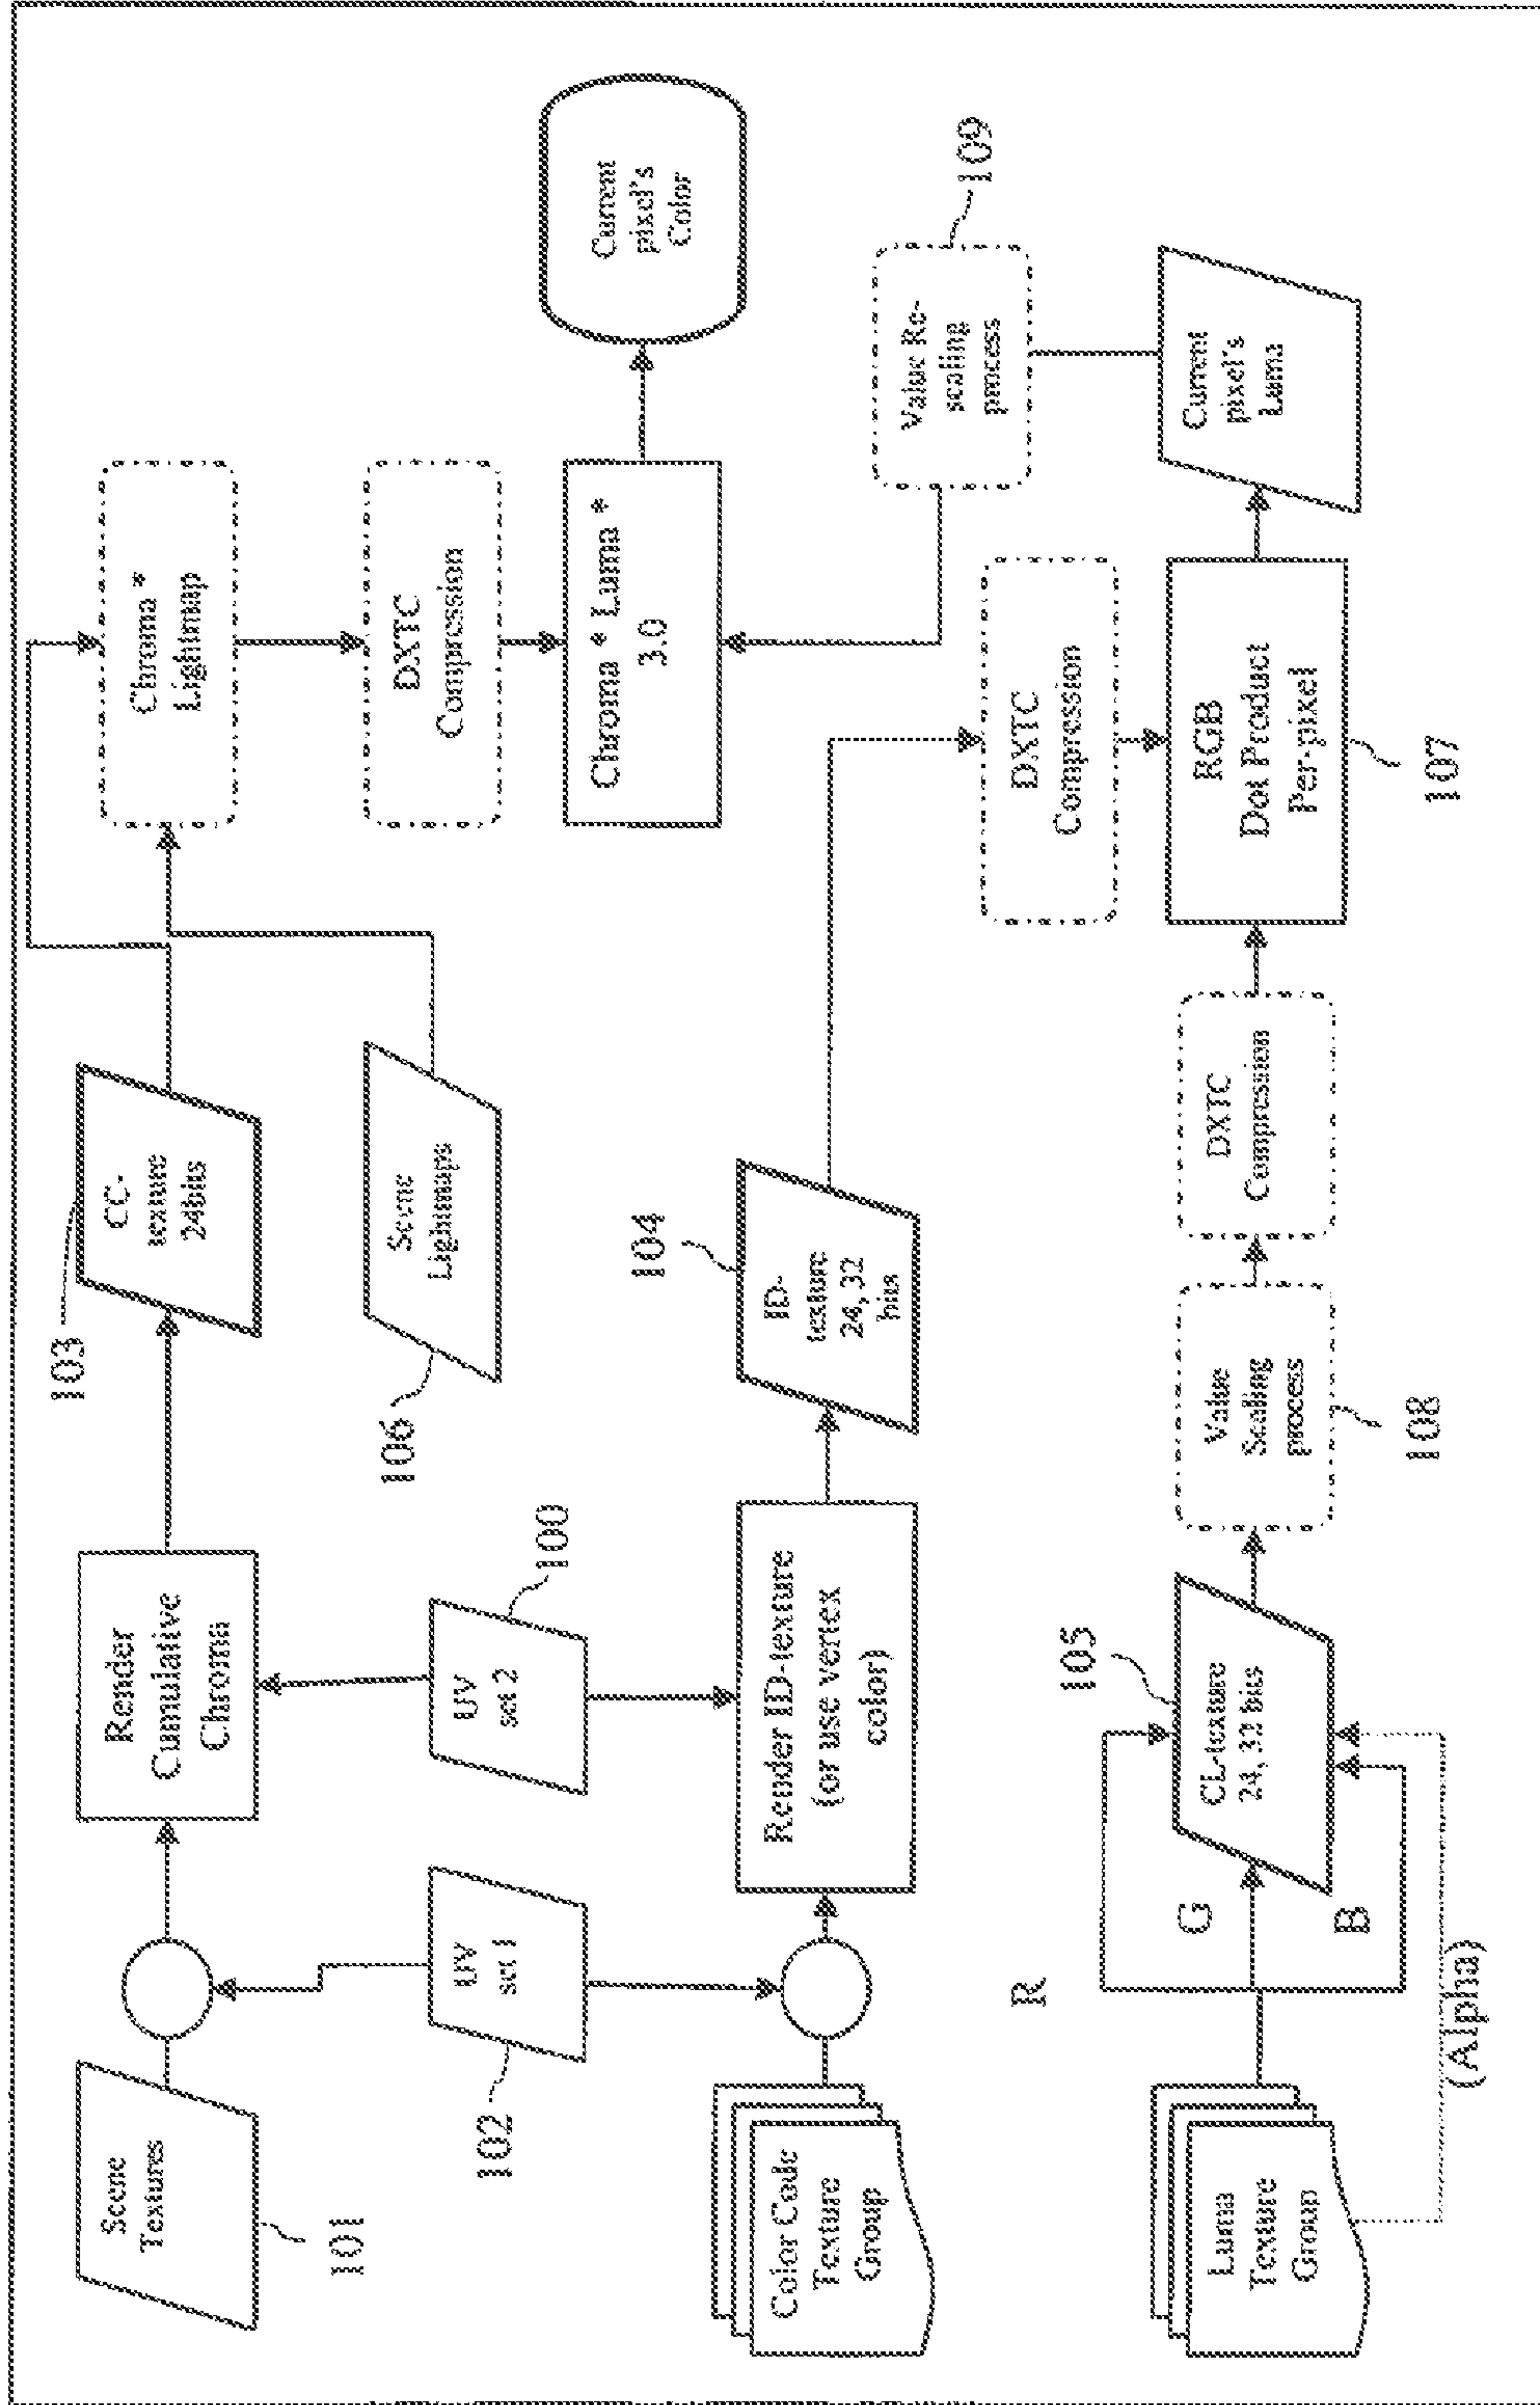 Scene
Textures
101
Render
Cumulative
Chroma
103
CC-
texture
24bits
Chroma *
Lightmap
UV
set 1
102
UV
set 2
100
106
Scene
Lightmaps
DXTC
Compression
Chroma * Luma *
3.0
Current
pixel's
Color
Color Code
Texture
Group
Render ID-texture
(or use vertex
color)
104
ID-
texture
24, 32
bits
DXTC
Compression
Value Re-
scaling
process
109
Luma
Texture
Group
R
G
B
(Alpha)
105
CL-texture
24, 32 bits
Value
Scaling
process
108
DXTC
Compression
RGB
Dot Product
Per-pixel
107
Current
pixel's
Luma